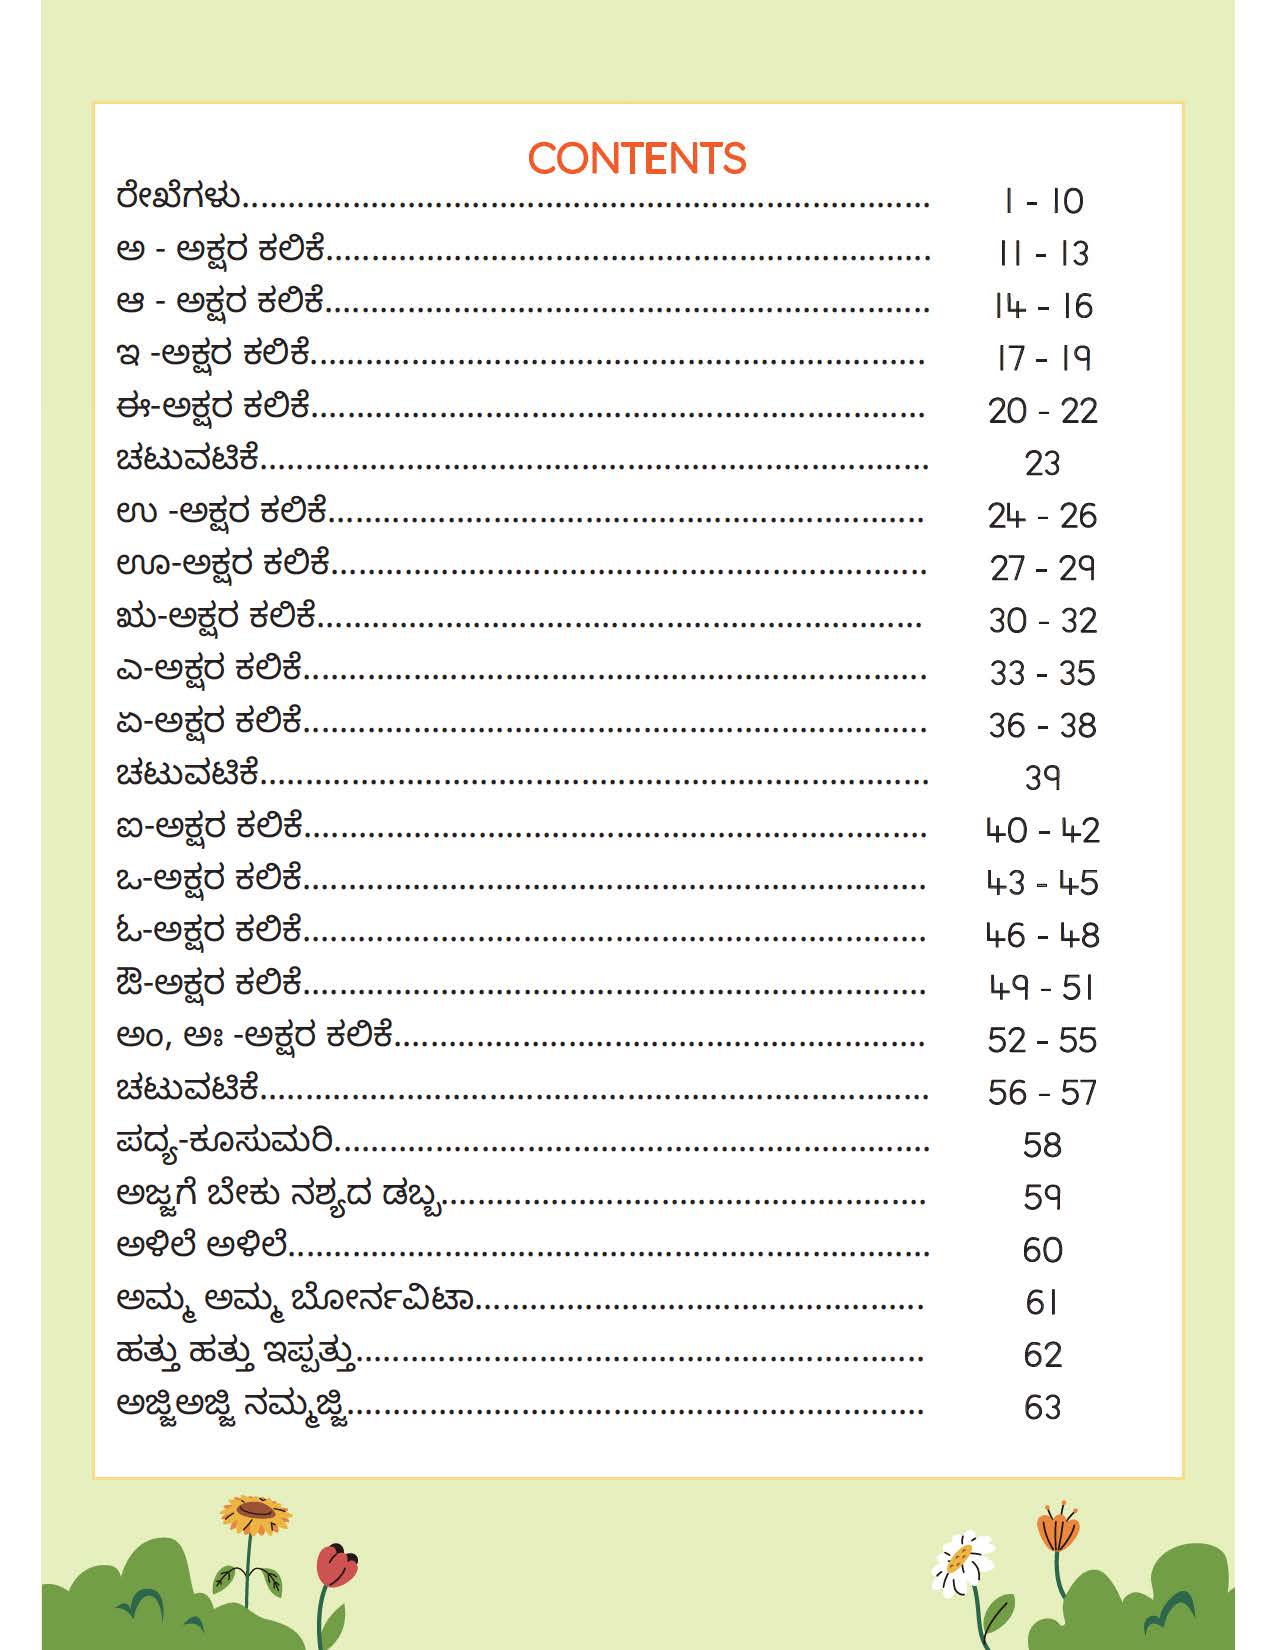 CONTENTS
ರೇಖೆಗಳು........................................................................... 1 - 10
ಅ - ಅಕ್ಷರ ಕಲಿಕೆ.................................................................. 11 - 13
ಆ - ಅಕ್ಷರ ಕಲಿಕೆ.................................................................. 14 - 16
ಇ -ಅಕ್ಷರ ಕಲಿಕೆ................................................................... 17 - 19
ಈ-ಅಕ್ಷರ ಕಲಿಕೆ................................................................... 20 - 22
ಚಟುವಟಿಕೆ......................................................................... 23
ಉ -ಅಕ್ಷರ ಕಲಿಕೆ................................................................. 24 - 26
ಊ-ಅಕ್ಷರ ಕಲಿಕೆ................................................................. 27 - 29
ಋ-ಅಕ್ಷರ ಕಲಿಕೆ.................................................................. 30 - 32
ಎ-ಅಕ್ಷರ ಕಲಿಕೆ.................................................................... 33 - 35
ಏ-ಅಕ್ಷರ ಕಲಿಕೆ.................................................................... 36 - 38
ಚಟುವಟಿಕೆ......................................................................... 39
ಐ-ಅಕ್ಷರ ಕಲಿಕೆ.................................................................... 40 - 42
ಒ-ಅಕ್ಷರ ಕಲಿಕೆ.................................................................... 43 - 45
ಓ-ಅಕ್ಷರ ಕಲಿಕೆ.................................................................... 46 - 48
ಔ-ಅಕ್ಷರ ಕಲಿಕೆ.................................................................... 49 - 51
ಅಂ, ಅಃ -ಅಕ್ಷರ ಕಲಿಕೆ.......................................................... 52 - 55
ಚಟುವಟಿಕೆ......................................................................... 56 - 57
ಪದ್ಯ-ಕೂಸುಮರಿ................................................................. 58
ಅಜ್ಜಗೆ ಬೇಕು ನಶ್ಯದ ಡಬ್ಬ..................................................... 59
ಅಳಿಲೆ ಅಳಿಲೆ...................................................................... 60
ಅಮ್ಮ ಅಮ್ಮ ಬೋರ್ನವಿಟಾ................................................. 61
ಹತ್ತು ಹತ್ತು ಇಪ್ಪತ್ತು.............................................................. 62
ಅಜ್ಜಿಅಜ್ಜಿ ನಮ್ಮಜ್ಜಿ............................................................... 63